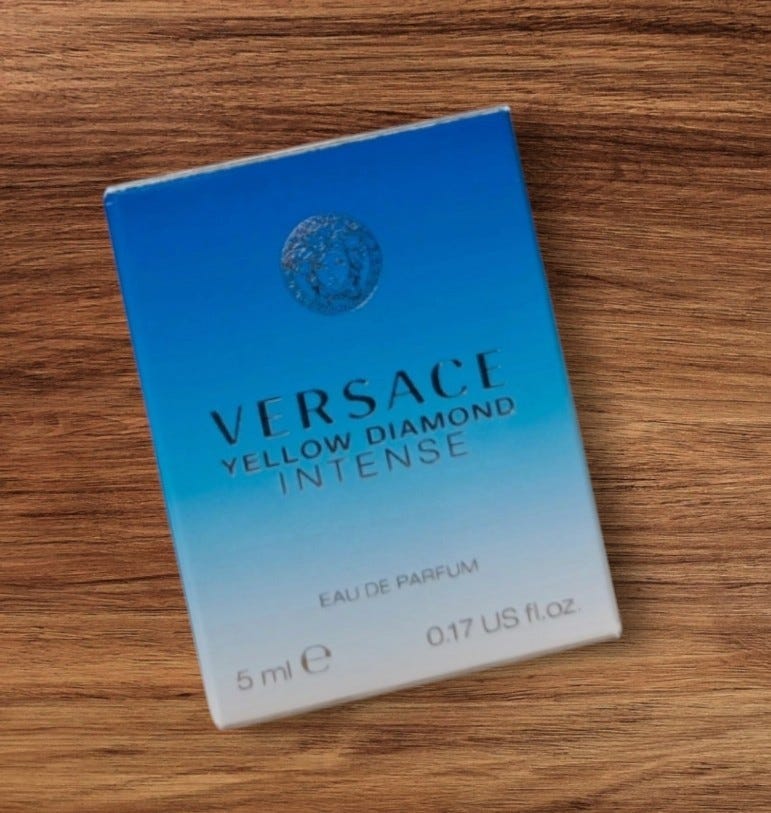 VERSACE
YELLOW DIAMOND
INTENSE
EAU DE PARFUM
5 ml ℮
0.17 US fl.oz.